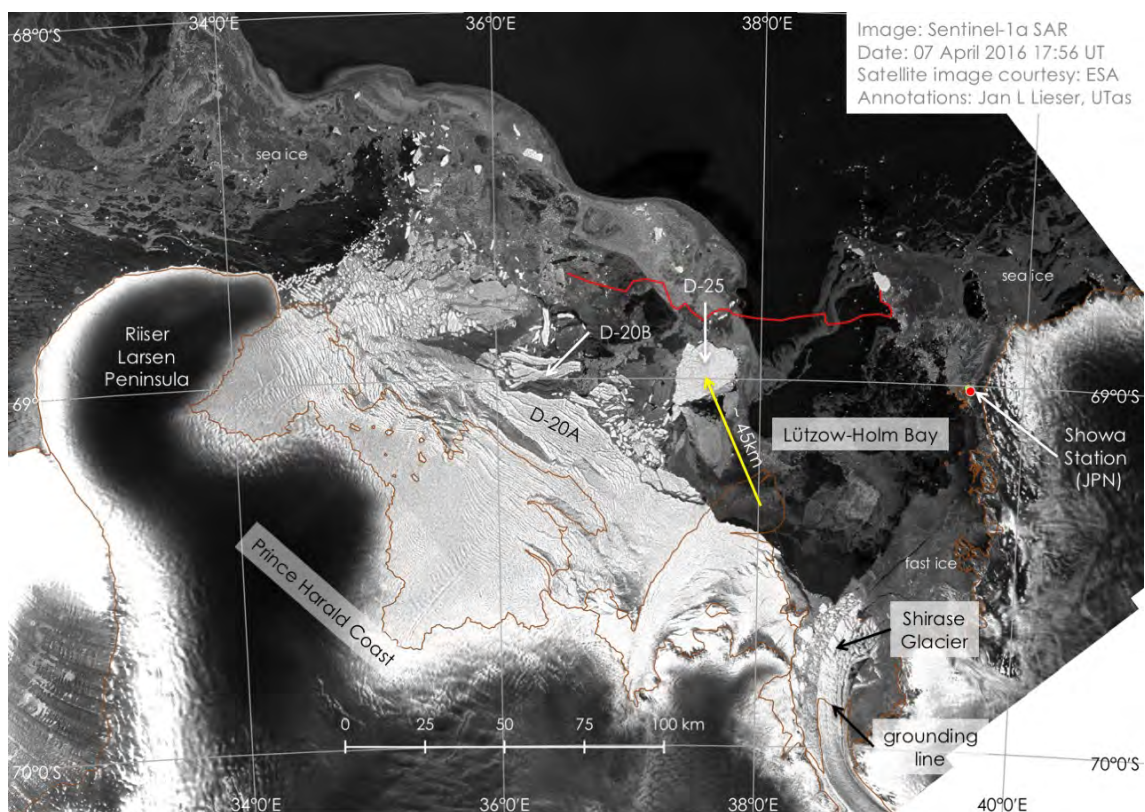 34°0'E
36°0'E
38°0'E
68°0'S
Image: Sentinel-1a SAR
Date: 07 April 2016 17:56 UT
Satellite image courtesy: ESA
Annotations: Jan L Lieser, UTas
sea ice
sea ice
D-25
D-20B
Riiser
Larsen
Peninsula
69°
69°0'S
D-20A
~45km
Lützow-Holm Bay
Showa
Station
(JPN)
Prince Harald Coast
fast ice
Shirase
Glacier
0 25 50 75 100 km
grounding
line
70°0'S
70°0'S
34°0'E
36°0'E
38°0'E
40°0'E